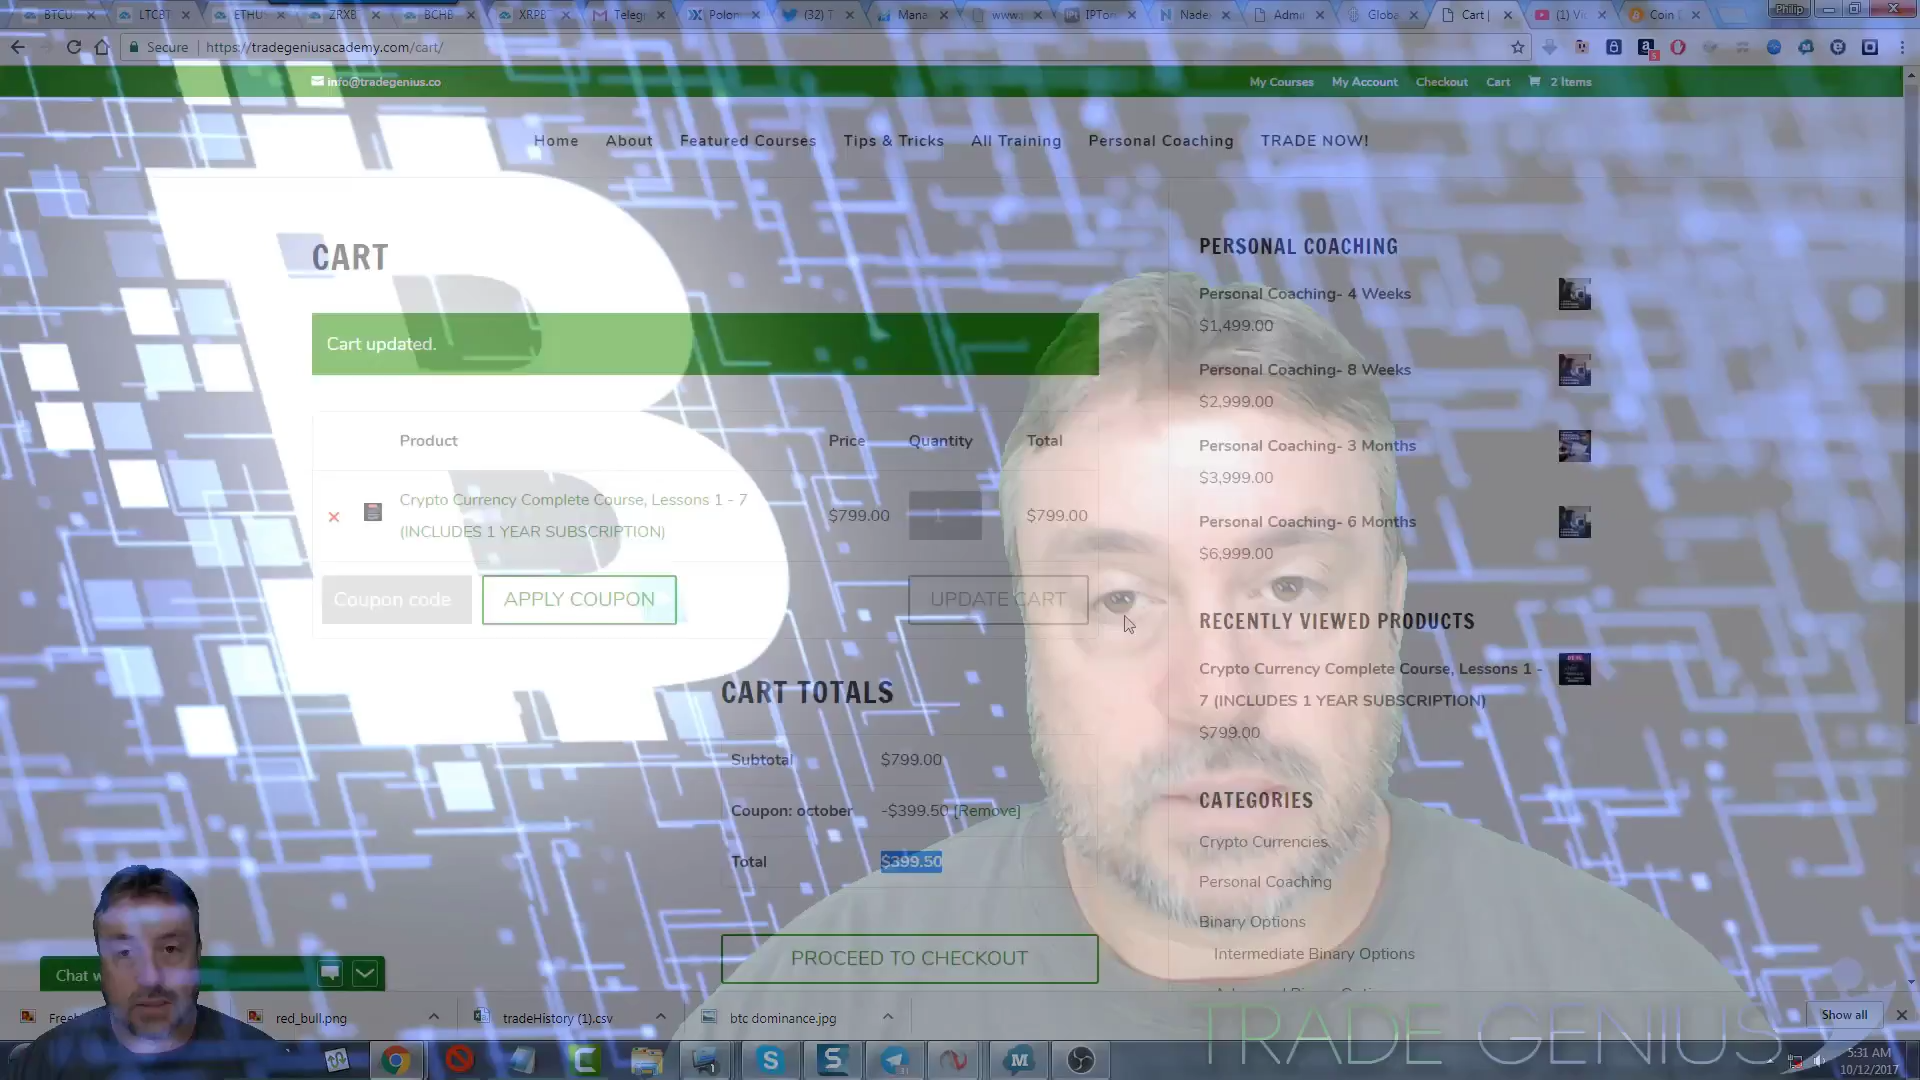 BTCU
LTCBT
ETHU
ZRXB
BCHB
XRPB
Telegr
Polon
(32) T
Mana
www.
IPTor
Nade
Adm
Globa
Cart |
(1) Vi
Coin
Philip
Secure
https://tradegeniusacademy.com/cart/
info@tradegenius.co
My Courses
My Account
Checkout
Cart
2 Items
Home
About
Featured Courses
Tips & Tricks
All Training
Personal Coaching
TRADE NOW!
CART
Cart updated.
Product
Price
Quantity
Total
Crypto Currency Complete Course, Lessons 1 - 7
(INCLUDES 1 YEAR SUBSCRIPTION)
$799.00
1
$799.00
Coupon code
APPLY COUPON
UPDATE CART
CART TOTALS
Subtotal
$799.00
Coupon: october
-$399.50 [Remove]
Total
$399.50
PROCEED TO CHECKOUT
PERSONAL COACHING
Personal Coaching- 4 Weeks
$1,499.00
Personal Coaching- 8 Weeks
$2,999.00
Personal Coaching- 3 Months
$3,999.00
Personal Coaching- 6 Months
$6,999.00
RECENTLY VIEWED PRODUCTS
Crypto Currency Complete Course, Lessons 1 -
7 (INCLUDES 1 YEAR SUBSCRIPTION)
$799.00
CATEGORIES
Crypto Currencies
Personal Coaching
Binary Options
Intermediate Binary Options
Chat w
red_bull.png
tradeHistory (1).csv
btc dominance.jpg
Show all
TRADE GENIUS
5:31 AM
10/12/2017